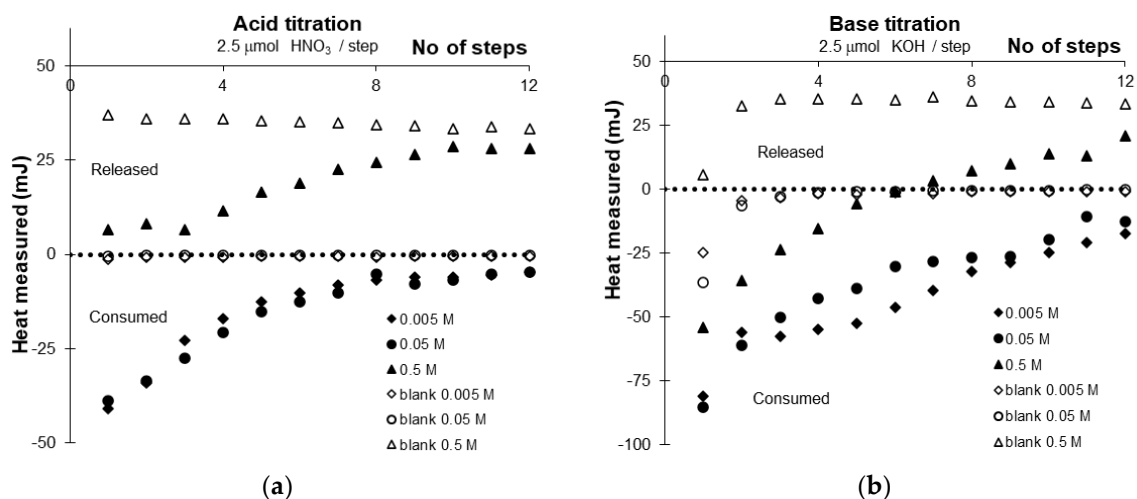 Acid titration
2.5 µmol HNO₃ / step
No of steps
50
25
0
-25
-50
0
4
8
12
Heat measured (mJ)
Released
Consumed
0.005 M
0.05 M
0.5 M
blank 0.005 M
blank 0.05 M
blank 0.5 M
(a)
Base titration
2.5 µmol KOH / step
No of steps
50
25
0
-25
-50
-75
-100
0
4
8
12
Heat measured (mJ)
Released
Consumed
0.005 M
0.05 M
0.5 M
blank 0.005 M
blank 0.05 M
blank 0.5 M
(b)